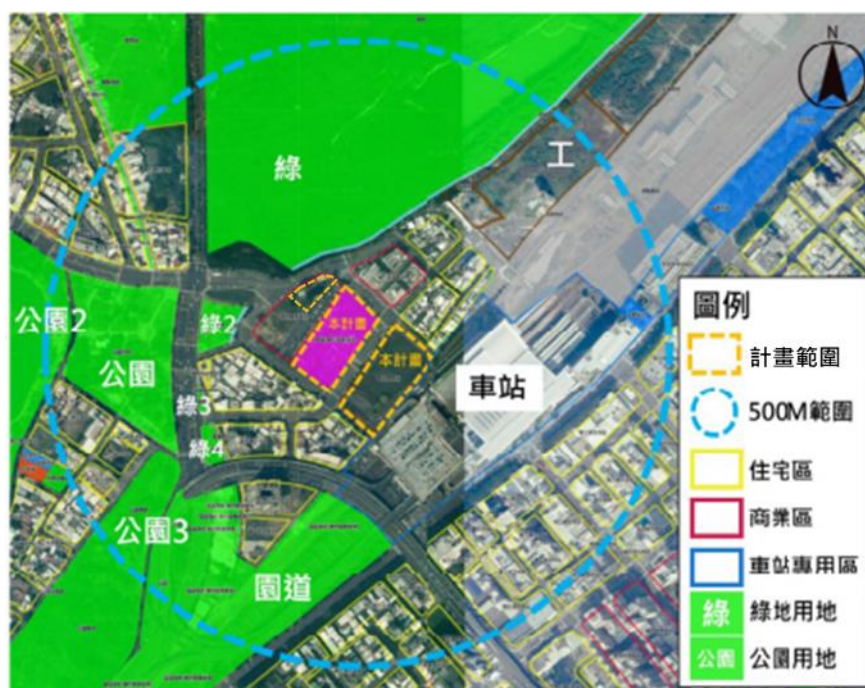 N
工
綠
公園2
綠2
本計畫
本計畫
公園
車站
綠3
綠4
公園3
園道
圖例
計畫範圍
500M範圍
住宅區
商業區
車站專用區
綠 綠地用地
公園 公園用地